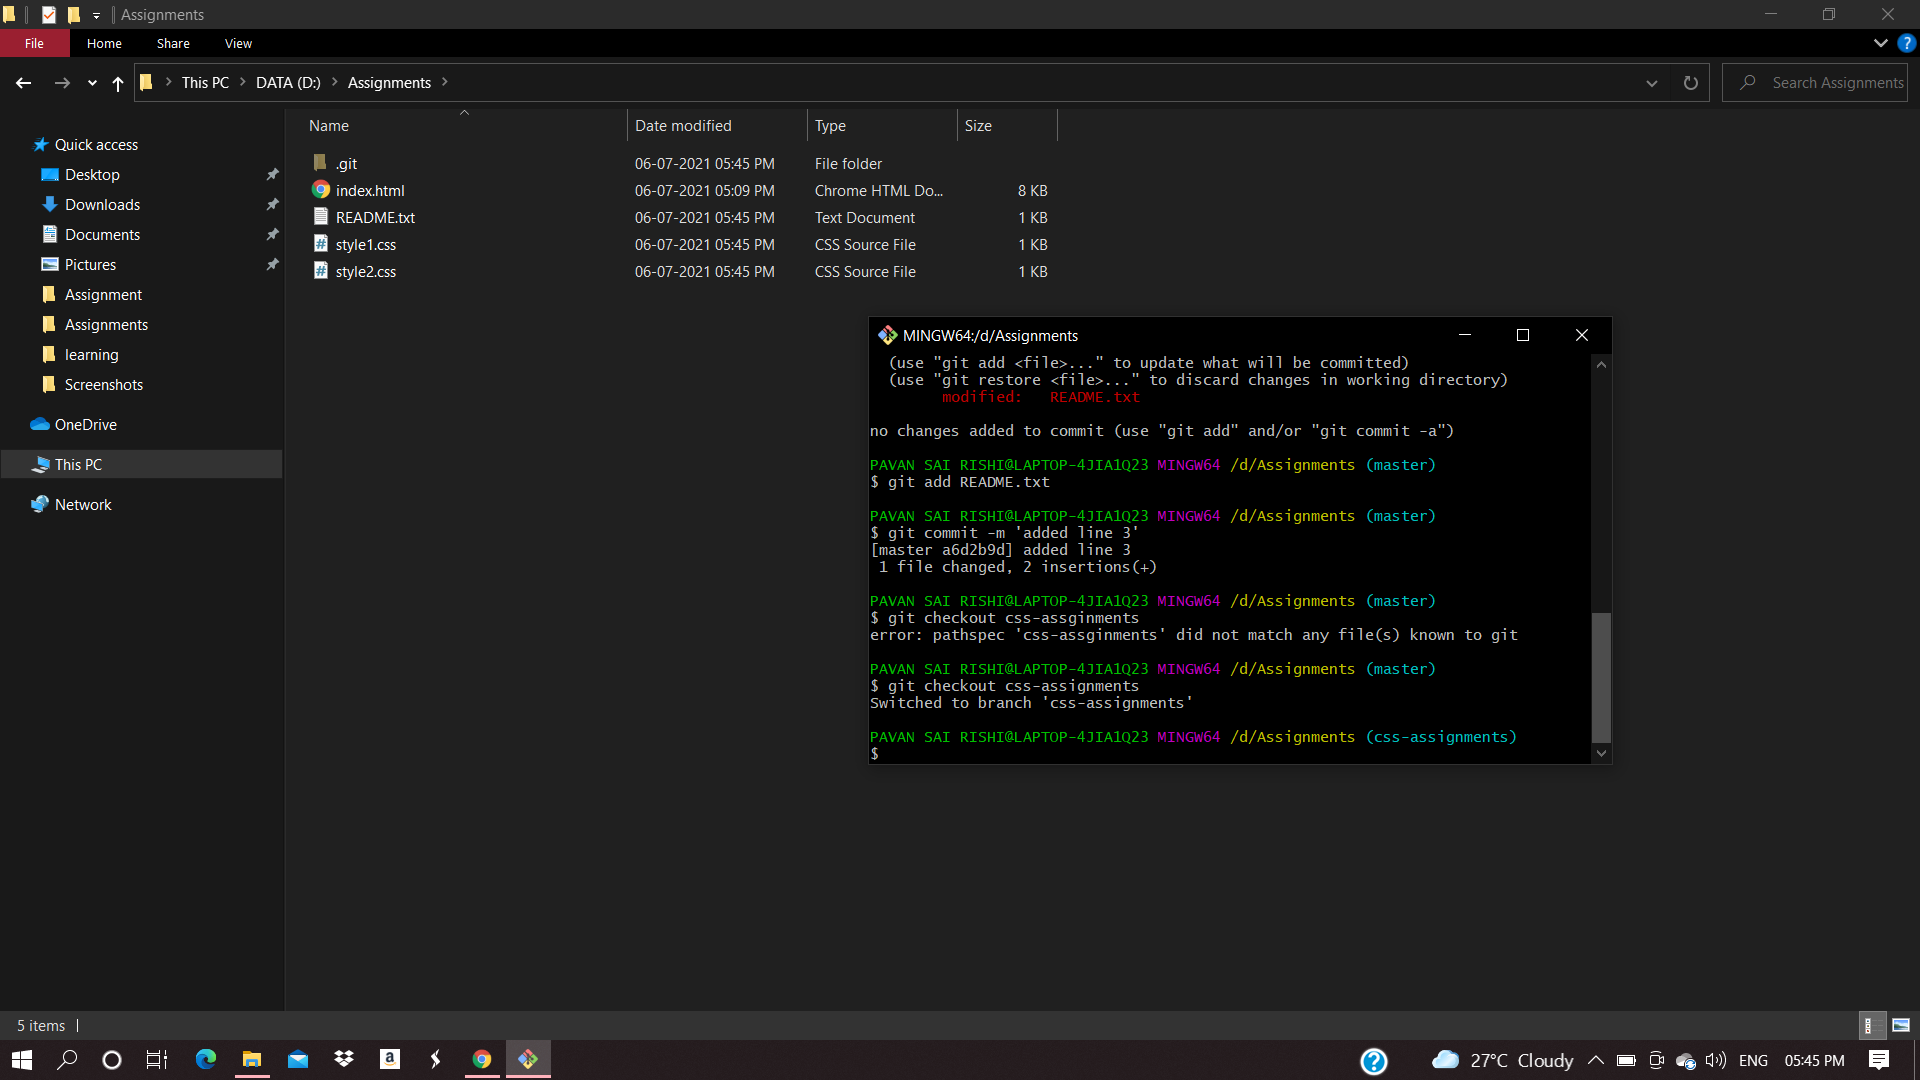 Assignments
File Home Share View
This PC DATA (D:) Assignments
Search Assignments
Name Date modified Type Size
.git 06-07-2021 05:45 PM File folder
index.html 06-07-2021 05:09 PM Chrome HTML Do... 8 KB
README.txt 06-07-2021 05:45 PM Text Document 1 KB
style1.css 06-07-2021 05:45 PM CSS Source File 1 KB
style2.css 06-07-2021 05:45 PM CSS Source File 1 KB
Quick access
Desktop
Downloads
Documents
Pictures
Assignment
Assignments
learning
Screenshots
OneDrive
This PC
Network
MINGW64:/d/Assignments
(use "git add <file>..." to update what will be committed)
(use "git restore <file>..." to discard changes in working directory)
modified: README.txt
no changes added to commit (use "git add" and/or "git commit -a")
PAVAN SAI RISHI@LAPTOP-4JIA1Q23 MINGW64 /d/Assignments (master)
$ git add README.txt
PAVAN SAI RISHI@LAPTOP-4JIA1Q23 MINGW64 /d/Assignments (master)
$ git commit -m 'added line 3'
[master a6d2b9d] added line 3
1 file changed, 2 insertions(+)
PAVAN SAI RISHI@LAPTOP-4JIA1Q23 MINGW64 /d/Assignments (master)
$ git checkout css-assginments
error: pathspec 'css-assginments' did not match any file(s) known to git
PAVAN SAI RISHI@LAPTOP-4JIA1Q23 MINGW64 /d/Assignments (master)
$ git checkout css-assignments
Switched to branch 'css-assignments'
PAVAN SAI RISHI@LAPTOP-4JIA1Q23 MINGW64 /d/Assignments (css-assignments)
$
5 items
27°C Cloudy ENG 05:45 PM